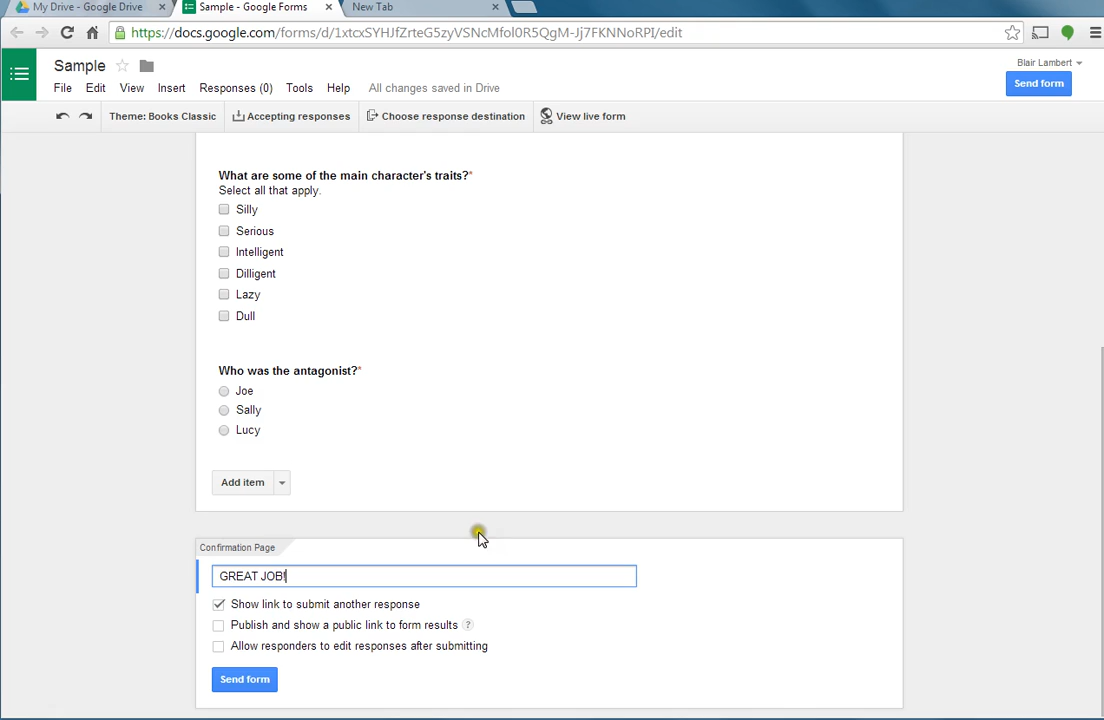 My Drive - Google Drive
Sample - Google Forms
New Tab
https://docs.google.com/forms/d/1xtcxSYHJfZrteG5zyVSNcMfol0R5QgM-Jj7FKNNoRPI/edit
Sample
Blair Lambert
File Edit View Insert Responses (0) Tools Help All changes saved in Drive
Send form
Theme: Books Classic Accepting responses Choose response destination View live form
What are some of the main character's traits?*
Select all that apply.
Silly
Serious
Intelligent
Dilligent
Lazy
Dull
Who was the antagonist?*
Joe
Sally
Lucy
Add item
Confirmation Page
GREAT JOB!
Show link to submit another response
Publish and show a public link to form results ?
Allow responders to edit responses after submitting
Send form